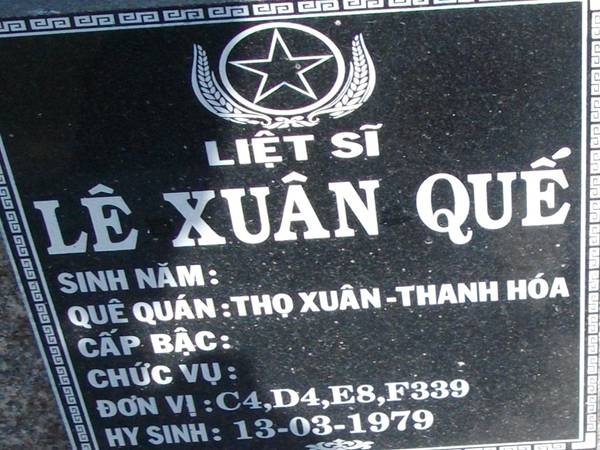 LIỆT SĨ
LÊ XUÂN QUẾ
SINH NĂM:
QUÊ QUÁN:THỌ XUÂN-THANH HÓA
CẤP BẬC:
CHỨC VỤ:
ĐƠN VỊ:C4,D4,E8,F339
HY SINH: 13-03-1979